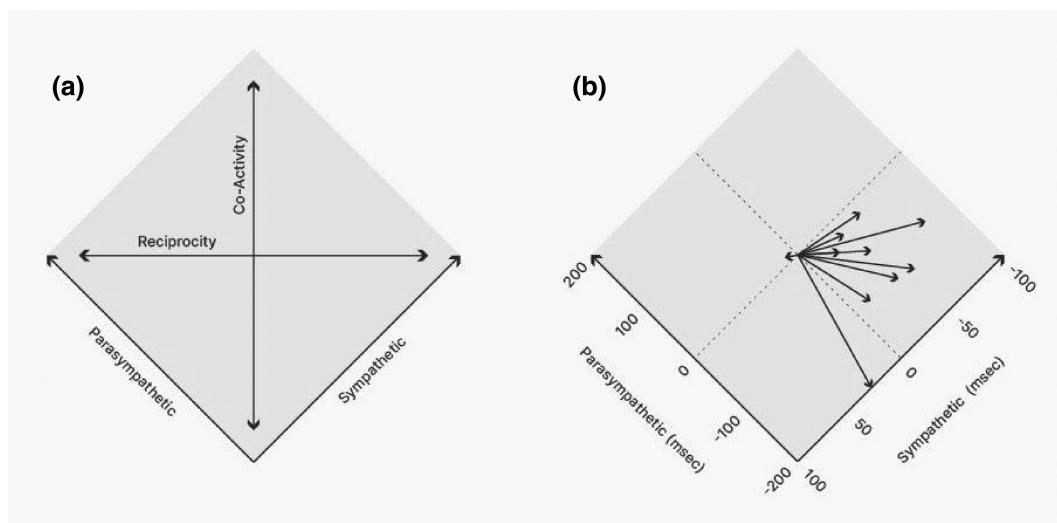 (a)
Co-Activity
Reciprocity
Parasympathetic
Sympathetic
(b)
200
100
0
-100
-200
Parasympathetic (msec)
100
50
0
-50
-100
Sympathetic (msec)